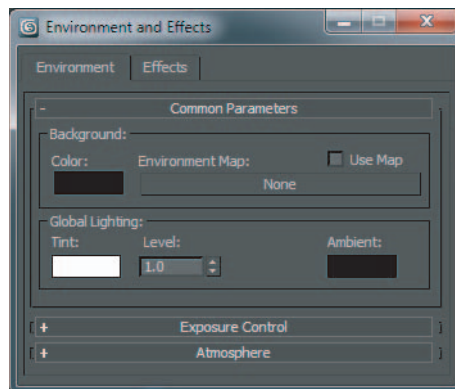 Environment and Effects
Environment Effects
- Common Parameters
Background:
Color: Environment Map: Use Map
None
Global Lighting:
Tint: Level: Ambient:
1.0
+ Exposure Control
+ Atmosphere